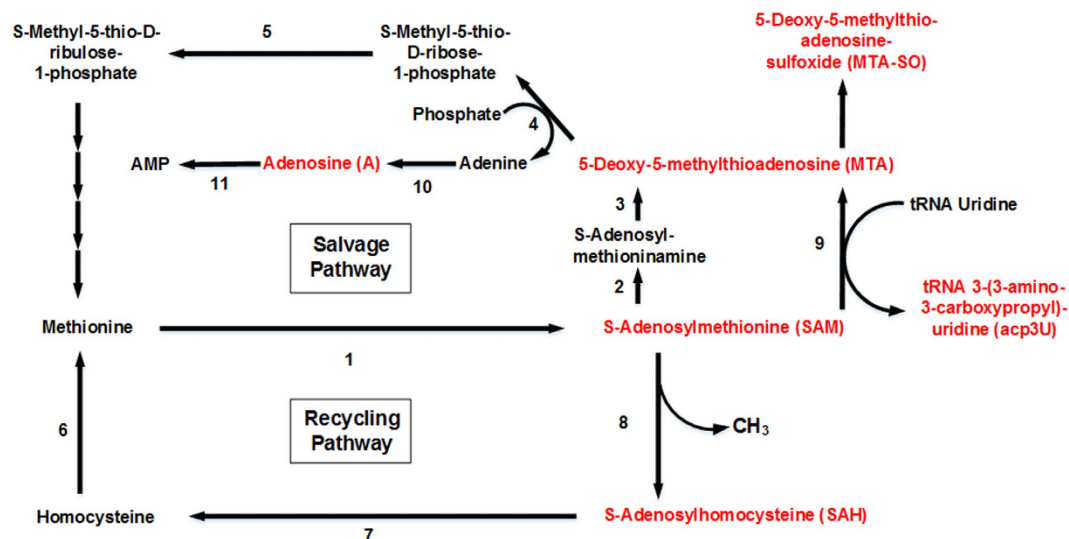 S-Methyl-5-thio-D-
ribulose-
1-phosphate
5
S-Methyl-5-thio-
D-ribose-
1-phosphate
5-Deoxy-5-methylthio-
adenosine-
sulfoxide (MTA-SO)
Phosphate
4
AMP
Adenosine (A)
Adenine
5-Deoxy-5-methylthioadenosine (MTA)
11
10
3
tRNA Uridine
Salvage
Pathway
S-Adenosyl-
methioninamine
9
2
tRNA 3-(3-amino-
3-carboxypropyl)-
uridine (acp3U)
Methionine
S-Adenosylmethionine (SAM)
1
Recycling
Pathway
6
8
CH3
Homocysteine
S-Adenosylhomocysteine (SAH)
7